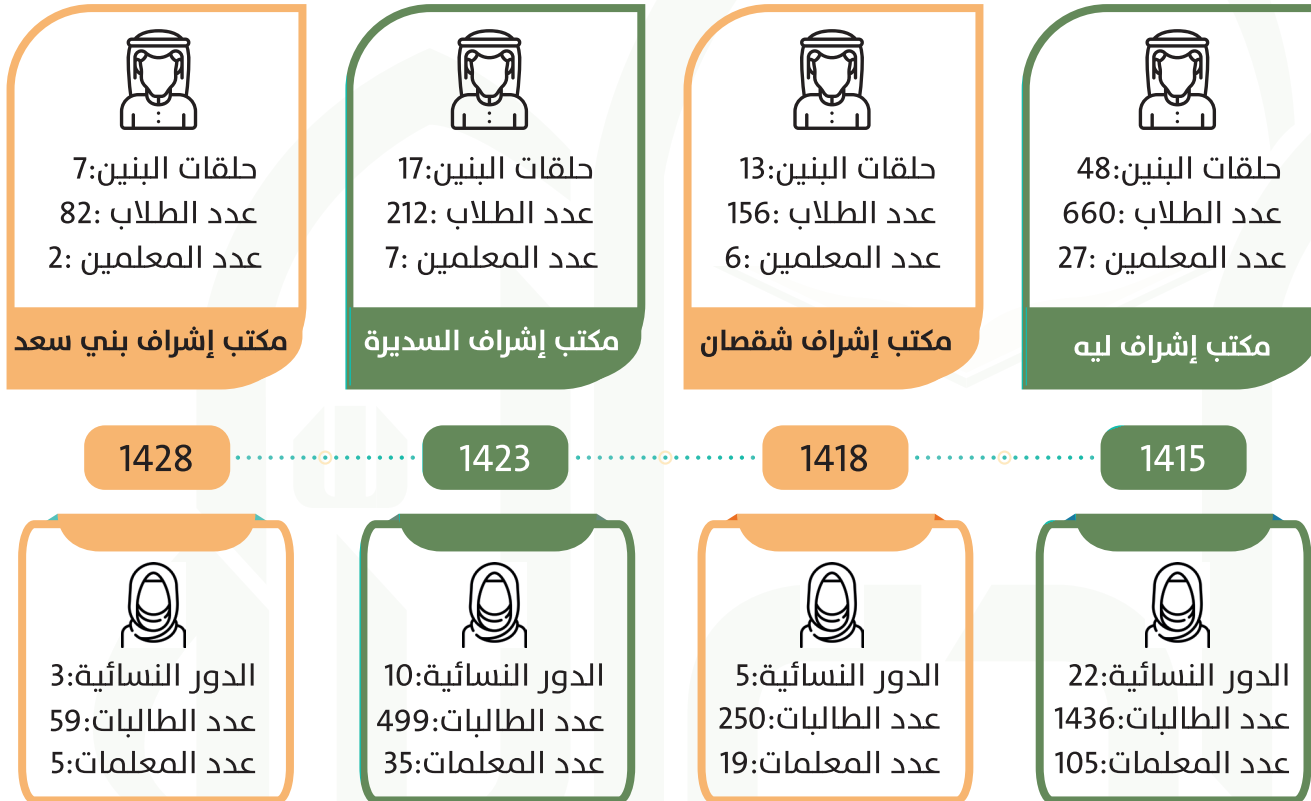 حلقات البنين:48
عدد الطلاب :660
عدد المعلمين :27
مكتب إشراف ليه
حلقات البنين:13
عدد الطلاب :156
عدد المعلمين :6
مكتب إشراف شقصان
حلقات البنين:17
عدد الطلاب :212
عدد المعلمين :7
مكتب إشراف السديرة
حلقات البنين:7
عدد الطلاب :82
عدد المعلمين :2
مكتب إشراف بني سعد
1415
1418
1423
1428
الدور النسائية:22
عدد الطالبات:1436
عدد المعلمات:105
الدور النسائية:5
عدد الطالبات:250
عدد المعلمات:19
الدور النسائية:10
عدد الطالبات:499
عدد المعلمات:35
الدور النسائية:3
عدد الطالبات:59
عدد المعلمات:5